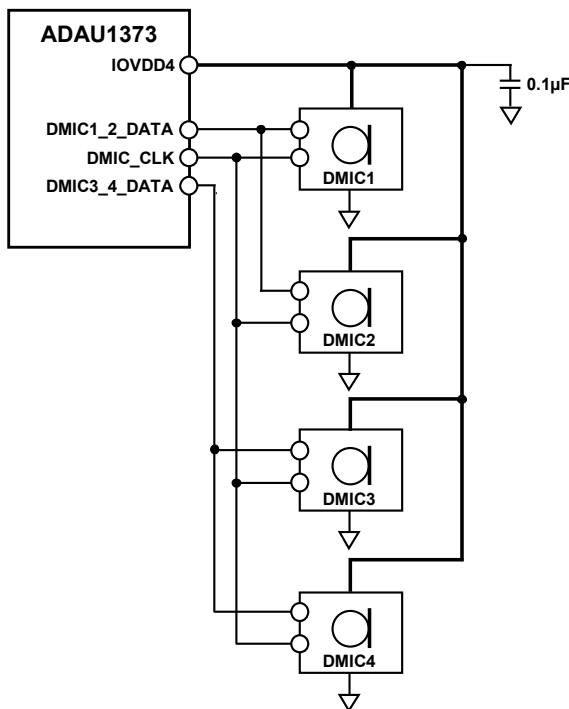 ADAU1373
IOVDD4
0.1µF
DMIC1_2_DATA
DMIC_CLK
DMIC3_4_DATA
DMIC1
DMIC2
DMIC3
DMIC4